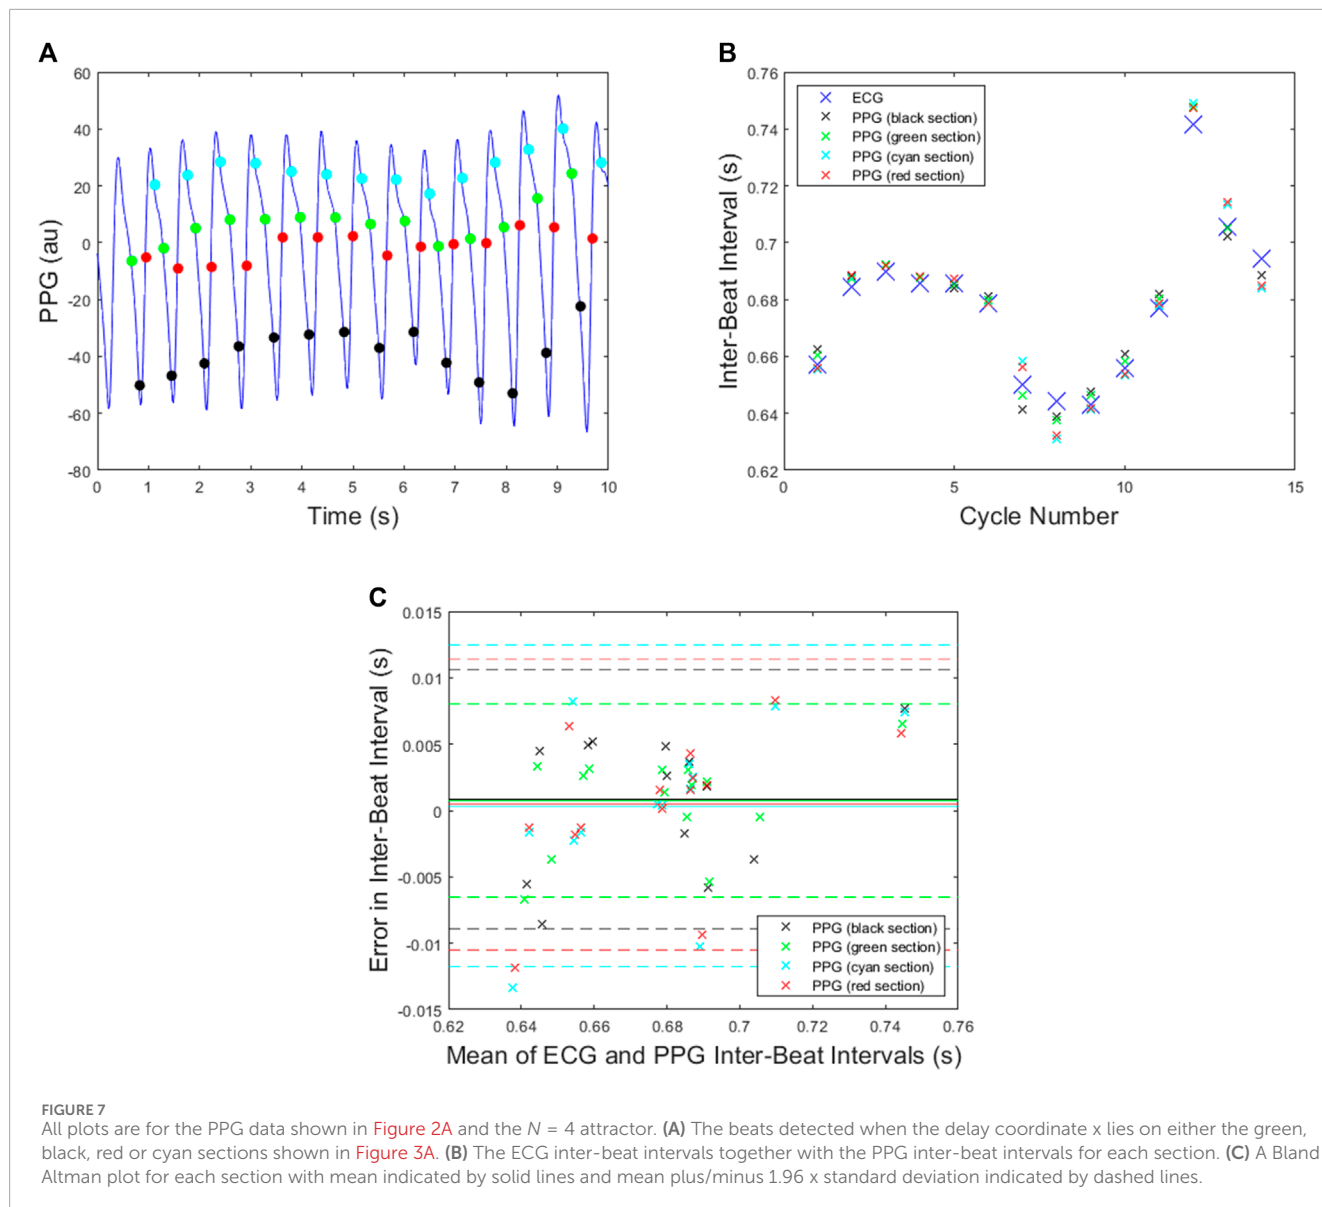 A
60
40
20
0
-20
-40
-60
-80
PPG (au)
0 1 2 3 4 5 6 7 8 9 10
Time (s)
B
0.76
0.74
0.72
0.7
0.68
0.66
0.64
0.62
Inter-Beat Interval (s)
ECG
PPG (black section)
PPG (green section)
PPG (cyan section)
PPG (red section)
0 5 10 15
Cycle Number
C
0.015
0.01
0.005
0
-0.005
-0.01
-0.015
Error in Inter-Beat Interval (s)
PPG (black section)
PPG (green section)
PPG (cyan section)
PPG (red section)
0.62 0.64 0.66 0.68 0.7 0.72 0.74 0.76
Mean of ECG and PPG Inter-Beat Intervals (s)
FIGURE 7
All plots are for the PPG data shown in Figure 2A and the N = 4 attractor. (A) The beats detected when the delay coordinate x lies on either the green,
black, red or cyan sections shown in Figure 3A. (B) The ECG inter-beat intervals together with the PPG inter-beat intervals for each section. (C) A Bland
Altman plot for each section with mean indicated by solid lines and mean plus/minus 1.96 x standard deviation indicated by dashed lines.